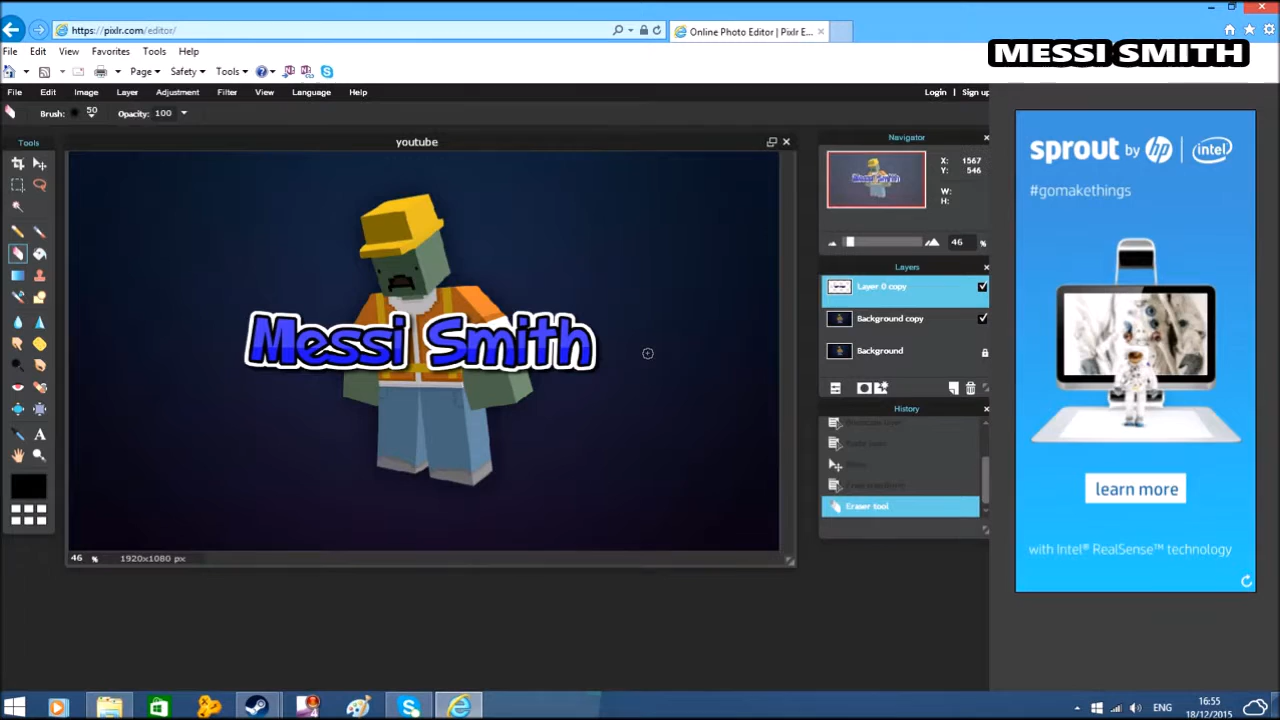 https://pixlr.com/editor/
Online Photo Editor | Pixlr E...
File Edit View Favorites Tools Help
MESSI SMITH
Page Safety Tools
File Edit Image Layer Adjustment Filter View Language Help
Login | Sign up
Brush: 50 Opacity: 100
Tools
youtube
Navigator
X: 1567
Y: 546
W:
H:
46 %
Layers
Layer 0 copy
Background copy
Background
History
Eraser tool
Messi Smith
46 % 1920x1080 px
sprout by hp | intel
#gomakethings
learn more
with Intel® RealSense™ technology
ENG
16:55
18/12/2015